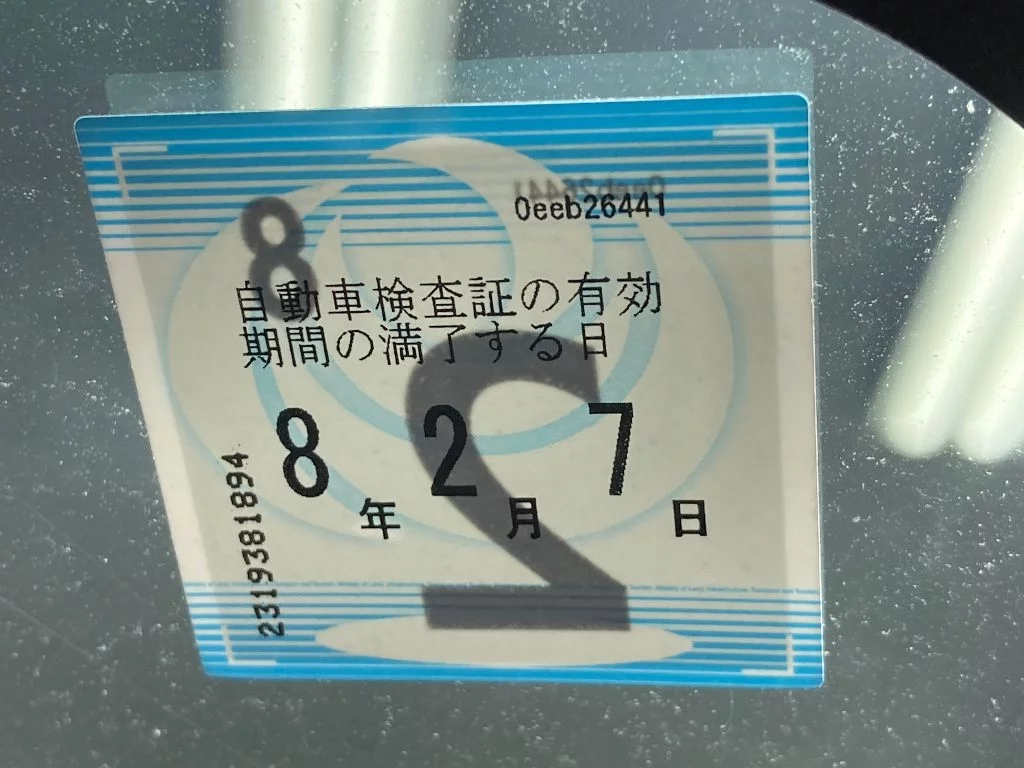 0eeb26441
8
自動車検査証の有効
期間の満了する日
8年2月7日
2
2319381894